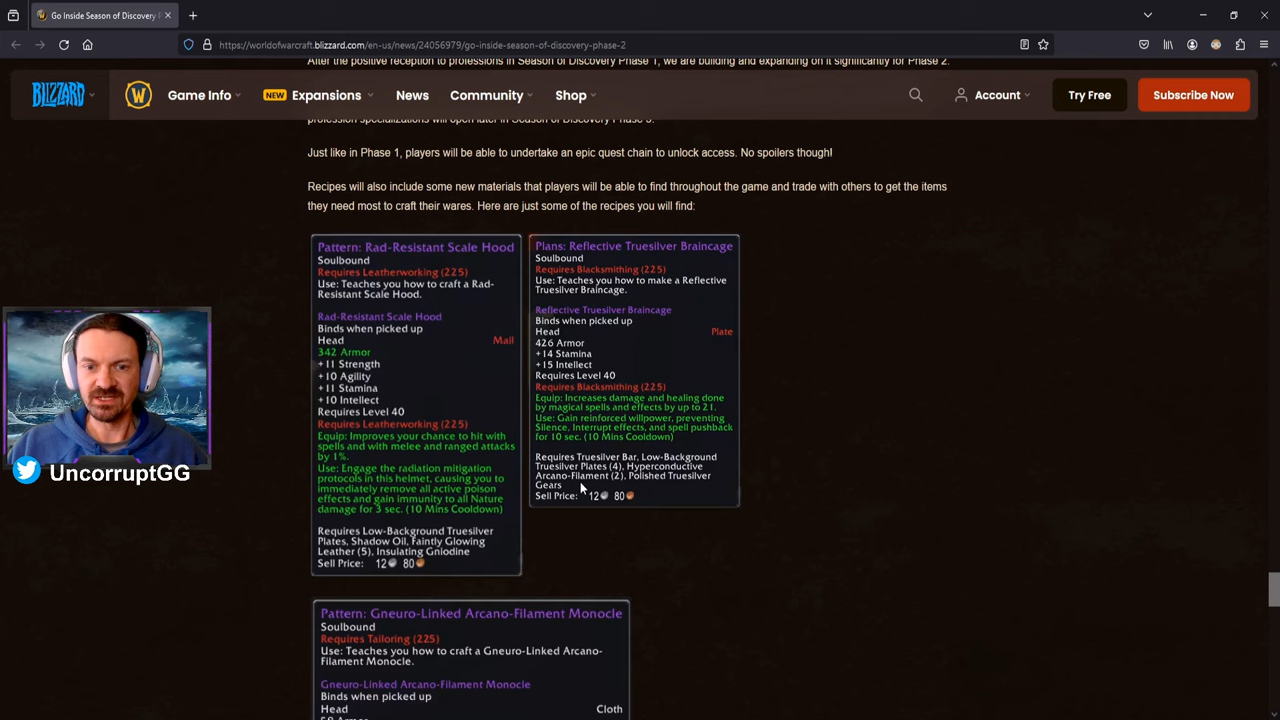 Go Inside Season of Discovery P
https://worldofwarcraft.blizzard.com/en-us/news/24056979/go-inside-season-of-discovery-phase-2
After the positive reception to professions in Season of Discovery Phase 1, we are building and expanding on it significantly for Phase 2.
BLIZZARD
W
Game Info
NEW Expansions
News
Community
Shop
Account
Try Free
Subscribe Now
profession specializations will open later in Season of Discovery Phase 3.
Just like in Phase 1, players will be able to undertake an epic quest chain to unlock access. No spoilers though!
Recipes will also include some new materials that players will be able to find throughout the game and trade with others to get the items
they need most to craft their wares. Here are just some of the recipes you will find:
Pattern: Rad-Resistant Scale Hood
Soulbound
Requires Leatherworking (225)
Use: Teaches you how to craft a Rad-
Resistant Scale Hood.
Rad-Resistant Scale Hood
Binds when picked up
Head Mail
342 Armor
+11 Strength
+10 Agility
+11 Stamina
+10 Intellect
Requires Level 40
Requires Leatherworking (225)
Equip: Improves your chance to hit with
spells and with melee and ranged attacks
by 1%.
Use: Engage the radiation mitigation
protocols in this helmet, causing you to
immediately remove all active poison
effects and gain immunity to all Nature
damage for 3 sec. (10 Mins Cooldown)
Requires Low-Background Truesilver
Plates, Shadow Oil, Faintly Glowing
Leather (5), Insulating Gniodine
Sell Price: 12 80
Plans: Reflective Truesilver Braincage
Soulbound
Requires Blacksmithing (225)
Use: Teaches you how to make a Reflective
Truesilver Braincage.
Reflective Truesilver Braincage
Binds when picked up
Head Plate
426 Armor
+14 Stamina
+15 Intellect
Requires Level 40
Requires Blacksmithing (225)
Equip: Increases damage and healing done
by magical spells and effects by up to 21.
Use: Gain reinforced willpower, preventing
Silence, Interrupt effects, and spell pushback
for 10 sec. (10 Mins Cooldown)
Requires Truesilver Bar, Low-Background
Truesilver Plates (4), Hyperconductive
Arcano-Filament (2), Polished Truesilver
Gears
Sell Price: 12 80
Pattern: Gneuro-Linked Arcano-Filament Monocle
Soulbound
Requires Tailoring (225)
Use: Teaches you how to craft a Gneuro-Linked Arcano-
Filament Monocle.
Gneuro-Linked Arcano-Filament Monocle
Binds when picked up
Head Cloth
UncorruptGG